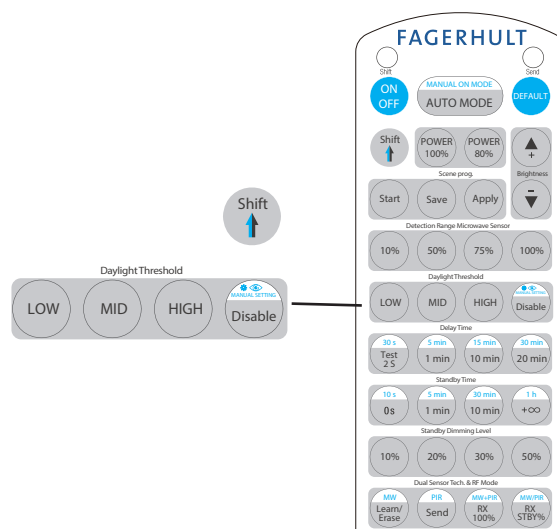 FAGERHULT
Shift Send
ON OFF
MANUAL ON MODE
AUTO MODE
DEFAULT
Shift
POWER 100%
POWER 80%
+
Scene prog. Brightness
Start Save Apply
-
Detection Range Microwave Sensor
10% 50% 75% 100%
Daylight Threshold
LOW MID HIGH
MANUAL SETTING
Disable
Delay Time
30 s 5 min 15 min 30 min
Test 2 S 1 min 10 min 20 min
Standby Time
10 s 5 min 30 min 1 h
0s 1 min 10 min +∞
Standby Dimming Level
10% 20% 30% 50%
Dual Sensor Tech. & RF Mode
MW PIR MW+PIR MW/PIR
Learn/Erase Send RX 100% RX STBY%
Shift
Daylight Threshold
LOW MID HIGH
MANUAL SETTING
Disable